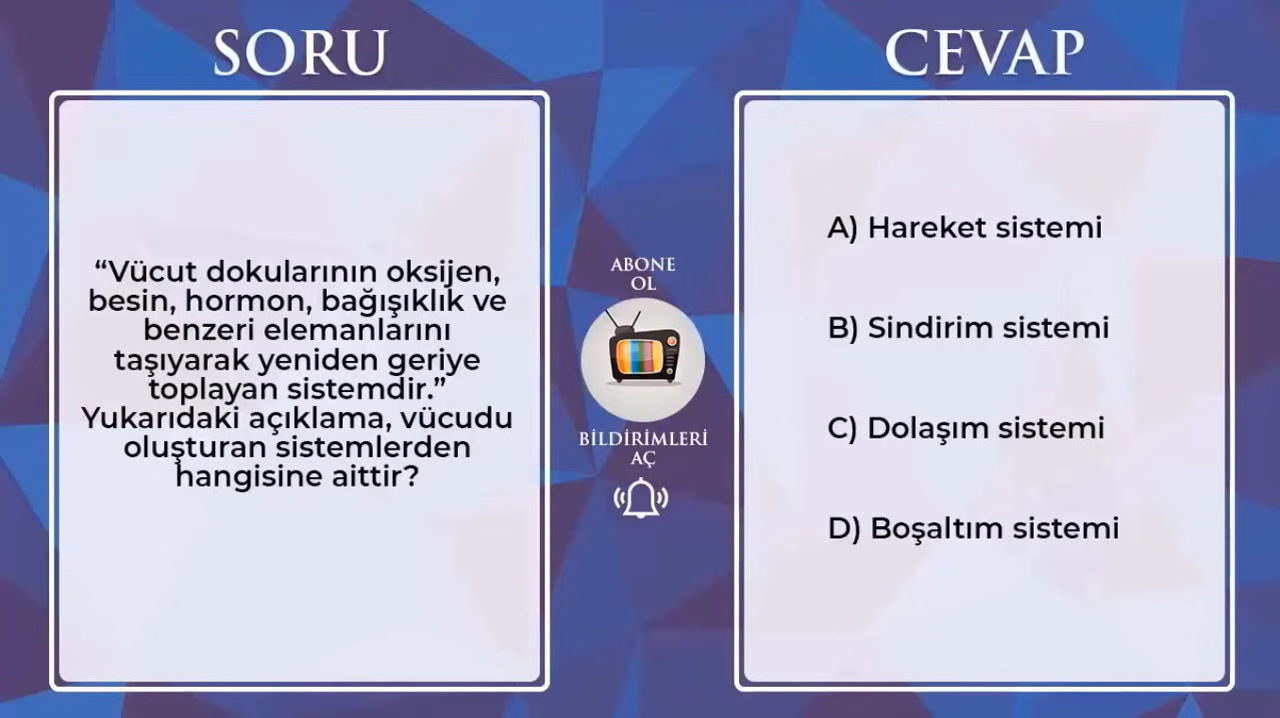 SORU
“Vücut dokularının oksijen,
besin, hormon, bağışıklık ve
benzeri elemanlarını
taşıyarak yeniden geriye
toplayan sistemdir.”
Yukarıdaki açıklama, vücudu
oluşturan sistemlerden
hangisine aittir?
ABONE
OL
BİLDİRİMLERİ
AÇ
CEVAP
A) Hareket sistemi
B) Sindirim sistemi
C) Dolaşım sistemi
D) Boşaltım sistemi